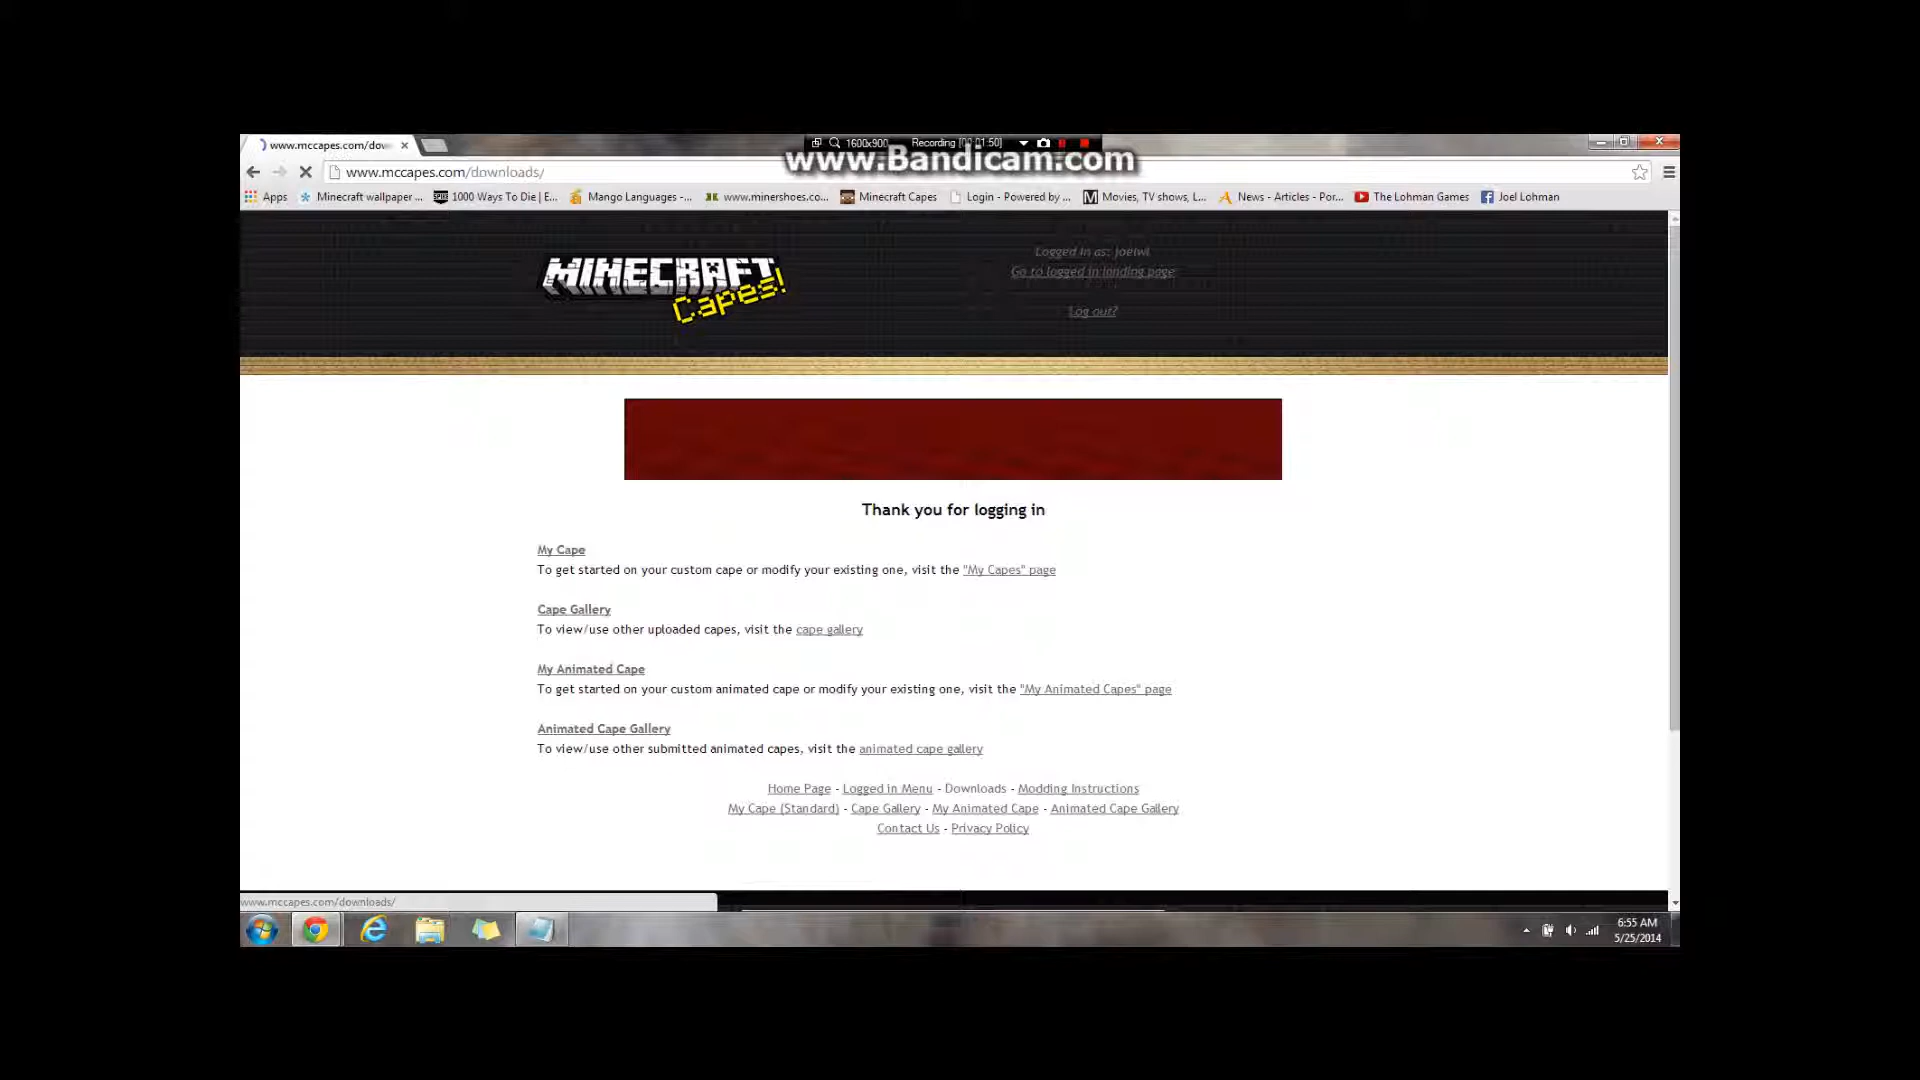 1600x900 Recording [00:01:50]
www.Bandicam.com
www.mccapes.com/dow
www.mccapes.com/downloads/
Apps Minecraft wallpaper ... 1000 Ways To Die | E... Mango Languages -... www.minershoes.co... Minecraft Capes Login - Powered by ... Movies, TV shows, L... News - Articles - Por... The Lohman Games Joel Lohman
MINECRAFT
Capes!
Logged in as: joelwl
Go to logged in landing page
Log out?
Thank you for logging in
My Cape
To get started on your custom cape or modify your existing one, visit the "My Capes" page
Cape Gallery
To view/use other uploaded capes, visit the cape gallery
My Animated Cape
To get started on your custom animated cape or modify your existing one, visit the "My Animated Capes" page
Animated Cape Gallery
To view/use other submitted animated capes, visit the animated cape gallery
Home Page - Logged in Menu - Downloads - Modding Instructions
My Cape (Standard) - Cape Gallery - My Animated Cape - Animated Cape Gallery
Contact Us - Privacy Policy
www.mccapes.com/downloads/
6:55 AM
5/25/2014